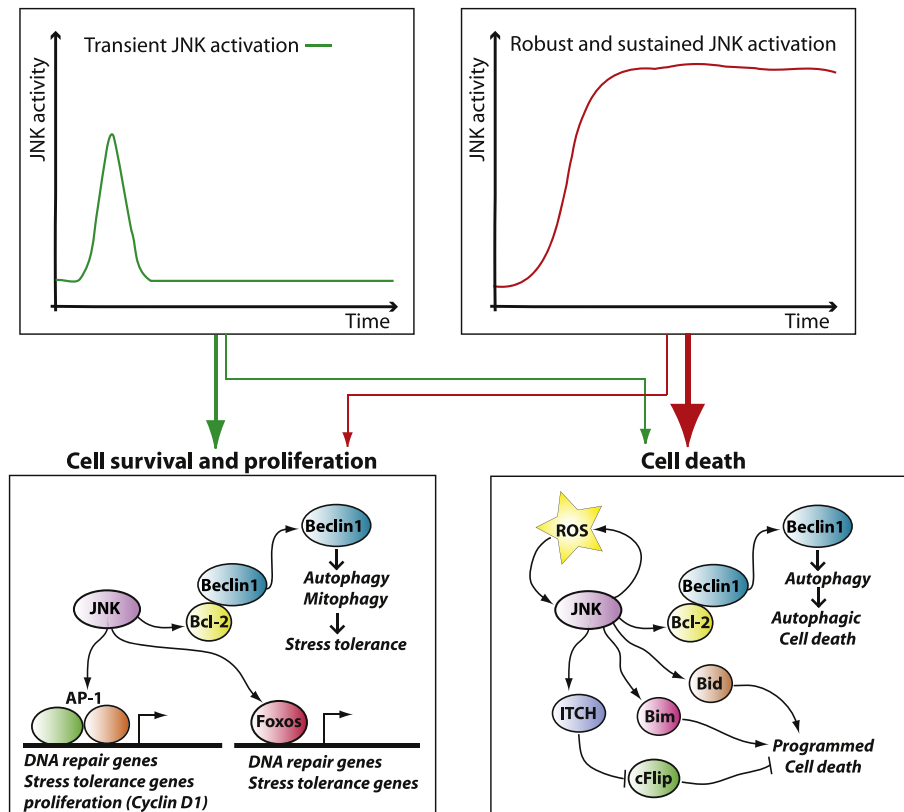 Transient JNK activation
JNK activity
Time
Robust and sustained JNK activation
JNK activity
Time
Cell survival and proliferation
Beclin1
Beclin1
Autophagy
Mitophagy
JNK
Bcl-2
Stress tolerance
AP-1
Foxos
DNA repair genes
Stress tolerance genes
proliferation (Cyclin D1)
DNA repair genes
Stress tolerance genes
Cell death
ROS
Beclin1
Beclin1
Autophagy
JNK
Bcl-2
Autophagic
Cell death
Bid
ITCH
Bim
Programmed
Cell death
cFlip